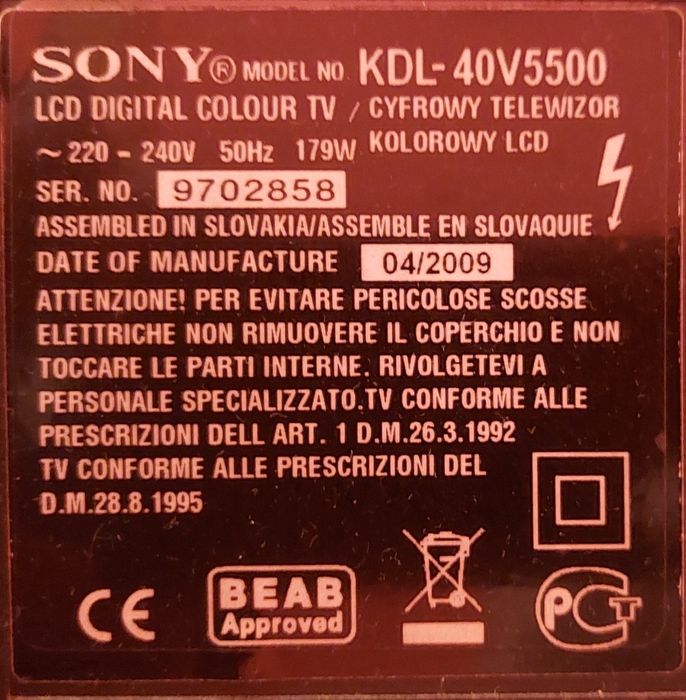 SONY® MODEL NO. KDL-40V5500
LCD DIGITAL COLOUR TV / CYFROWY TELEWIZOR
KOLOROWY LCD
~220 - 240V 50Hz 179W
SER. NO. 9702858
ASSEMBLED IN SLOVAKIA/ASSEMBLE EN SLOVAQUIE
DATE OF MANUFACTURE 04/2009
ATTENZIONE! PER EVITARE PERICOLOSE SCOSSE
ELETTRICHE NON RIMUOVERE IL COPERCHIO E NON
TOCCARE LE PARTI INTERNE. RIVOLGETEVI A
PERSONALE SPECIALIZZATO.TV CONFORME ALLE
PRESCRIZIONI DELL ART. 1 D.M.26.3.1992
TV CONFORME ALLE PRESCRIZIONI DEL
D.M.28.8.1995
CE
BEAB
Approved
PCT